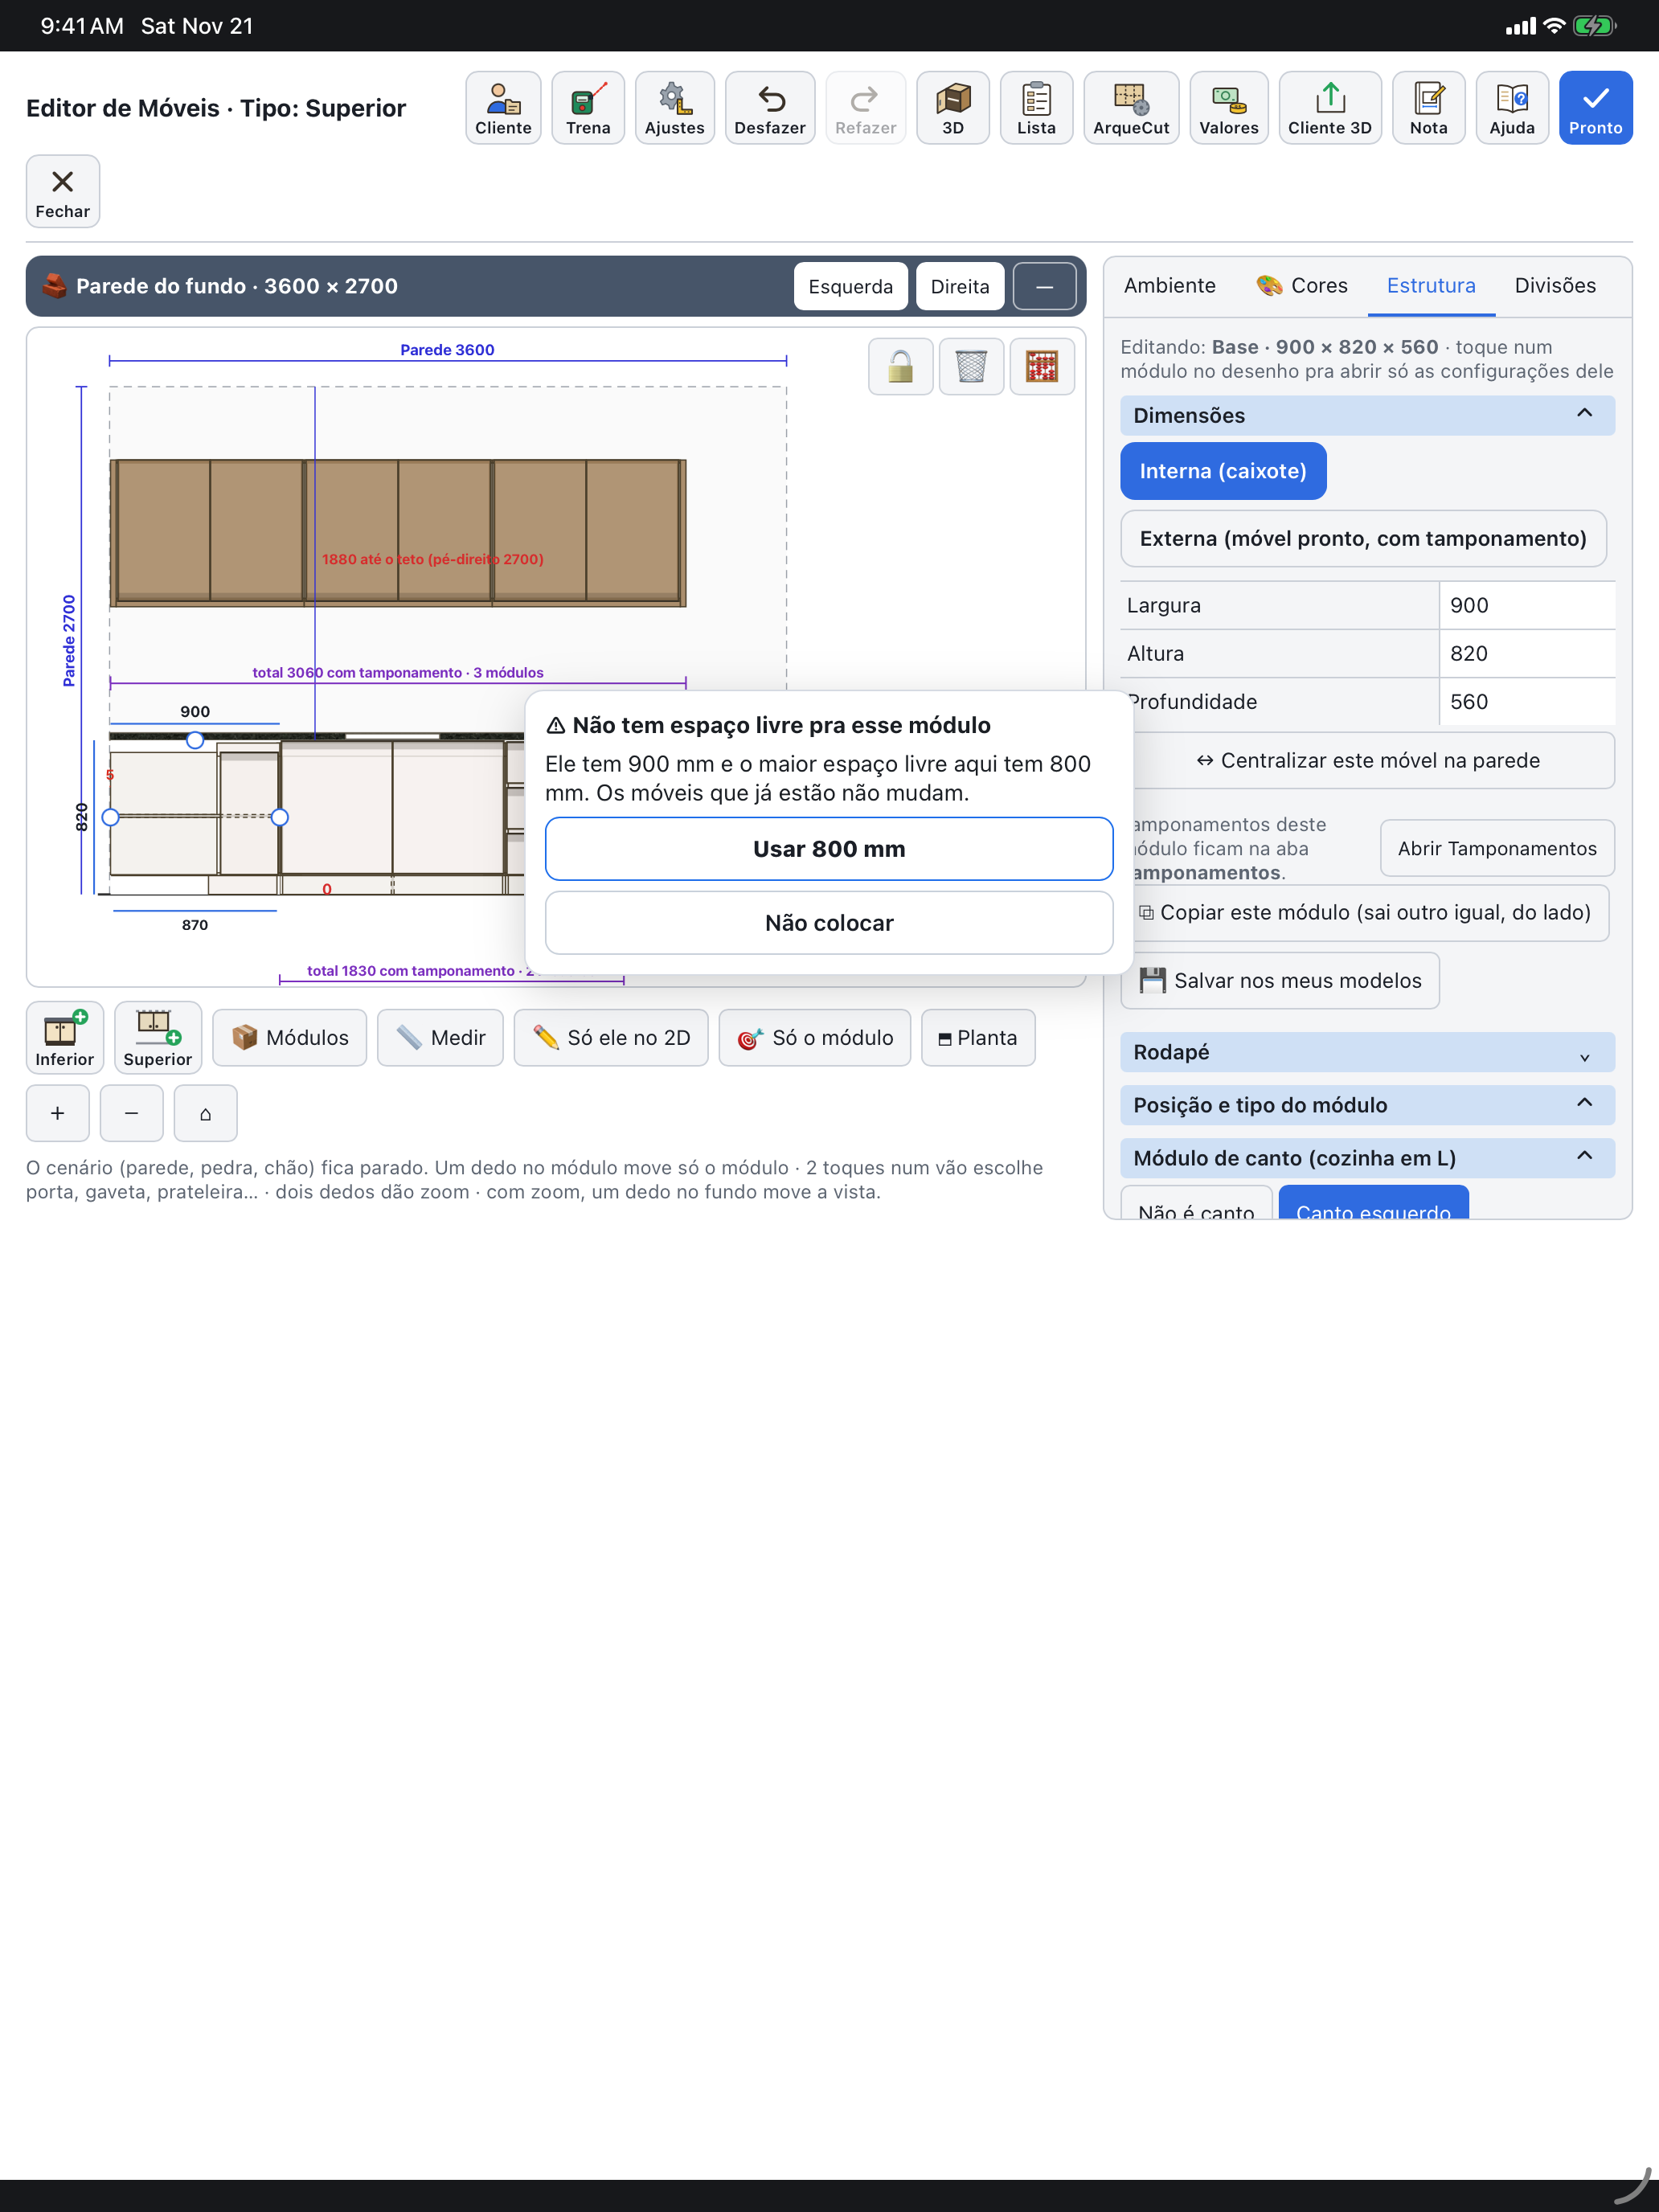 9:41 AM Sat Nov 21
Editor de Móveis · Tipo: Superior
Cliente
Trena
Ajustes
Desfazer
Refazer
3D
Lista
ArqueCut
Valores
Cliente 3D
Nota
Ajuda
Pronto
Fechar
Parede do fundo · 3600 × 2700
Esquerda
Direita
Parede 3600
Parede 2700
1880 até o teto (pé-direito 2700)
total 3060 com tamponamento · 3 módulos
900
5
820
0
870
total 1830 com tamponamento · 2
⚠ Não tem espaço livre pra esse módulo
Ele tem 900 mm e o maior espaço livre aqui tem 800
mm. Os móveis que já estão não mudam.
Usar 800 mm
Não colocar
Inferior
Superior
Módulos
Medir
Só ele no 2D
Só o módulo
Planta
+
−
⌂
O cenário (parede, pedra, chão) fica parado. Um dedo no módulo move só o módulo · 2 toques num vão escolhe
porta, gaveta, prateleira... · dois dedos dão zoom · com zoom, um dedo no fundo move a vista.
Ambiente
Cores
Estrutura
Divisões
Editando: Base · 900 × 820 × 560 · toque num
módulo no desenho pra abrir só as configurações dele
Dimensões
Interna (caixote)
Externa (móvel pronto, com tamponamento)
Largura 900
Altura 820
Profundidade 560
↔ Centralizar este móvel na parede
amponamentos deste
ódulo ficam na aba
amponamentos.
Abrir Tamponamentos
Copiar este módulo (sai outro igual, do lado)
Salvar nos meus modelos
Rodapé
Posição e tipo do módulo
Módulo de canto (cozinha em L)
Não é canto
Canto esquerdo